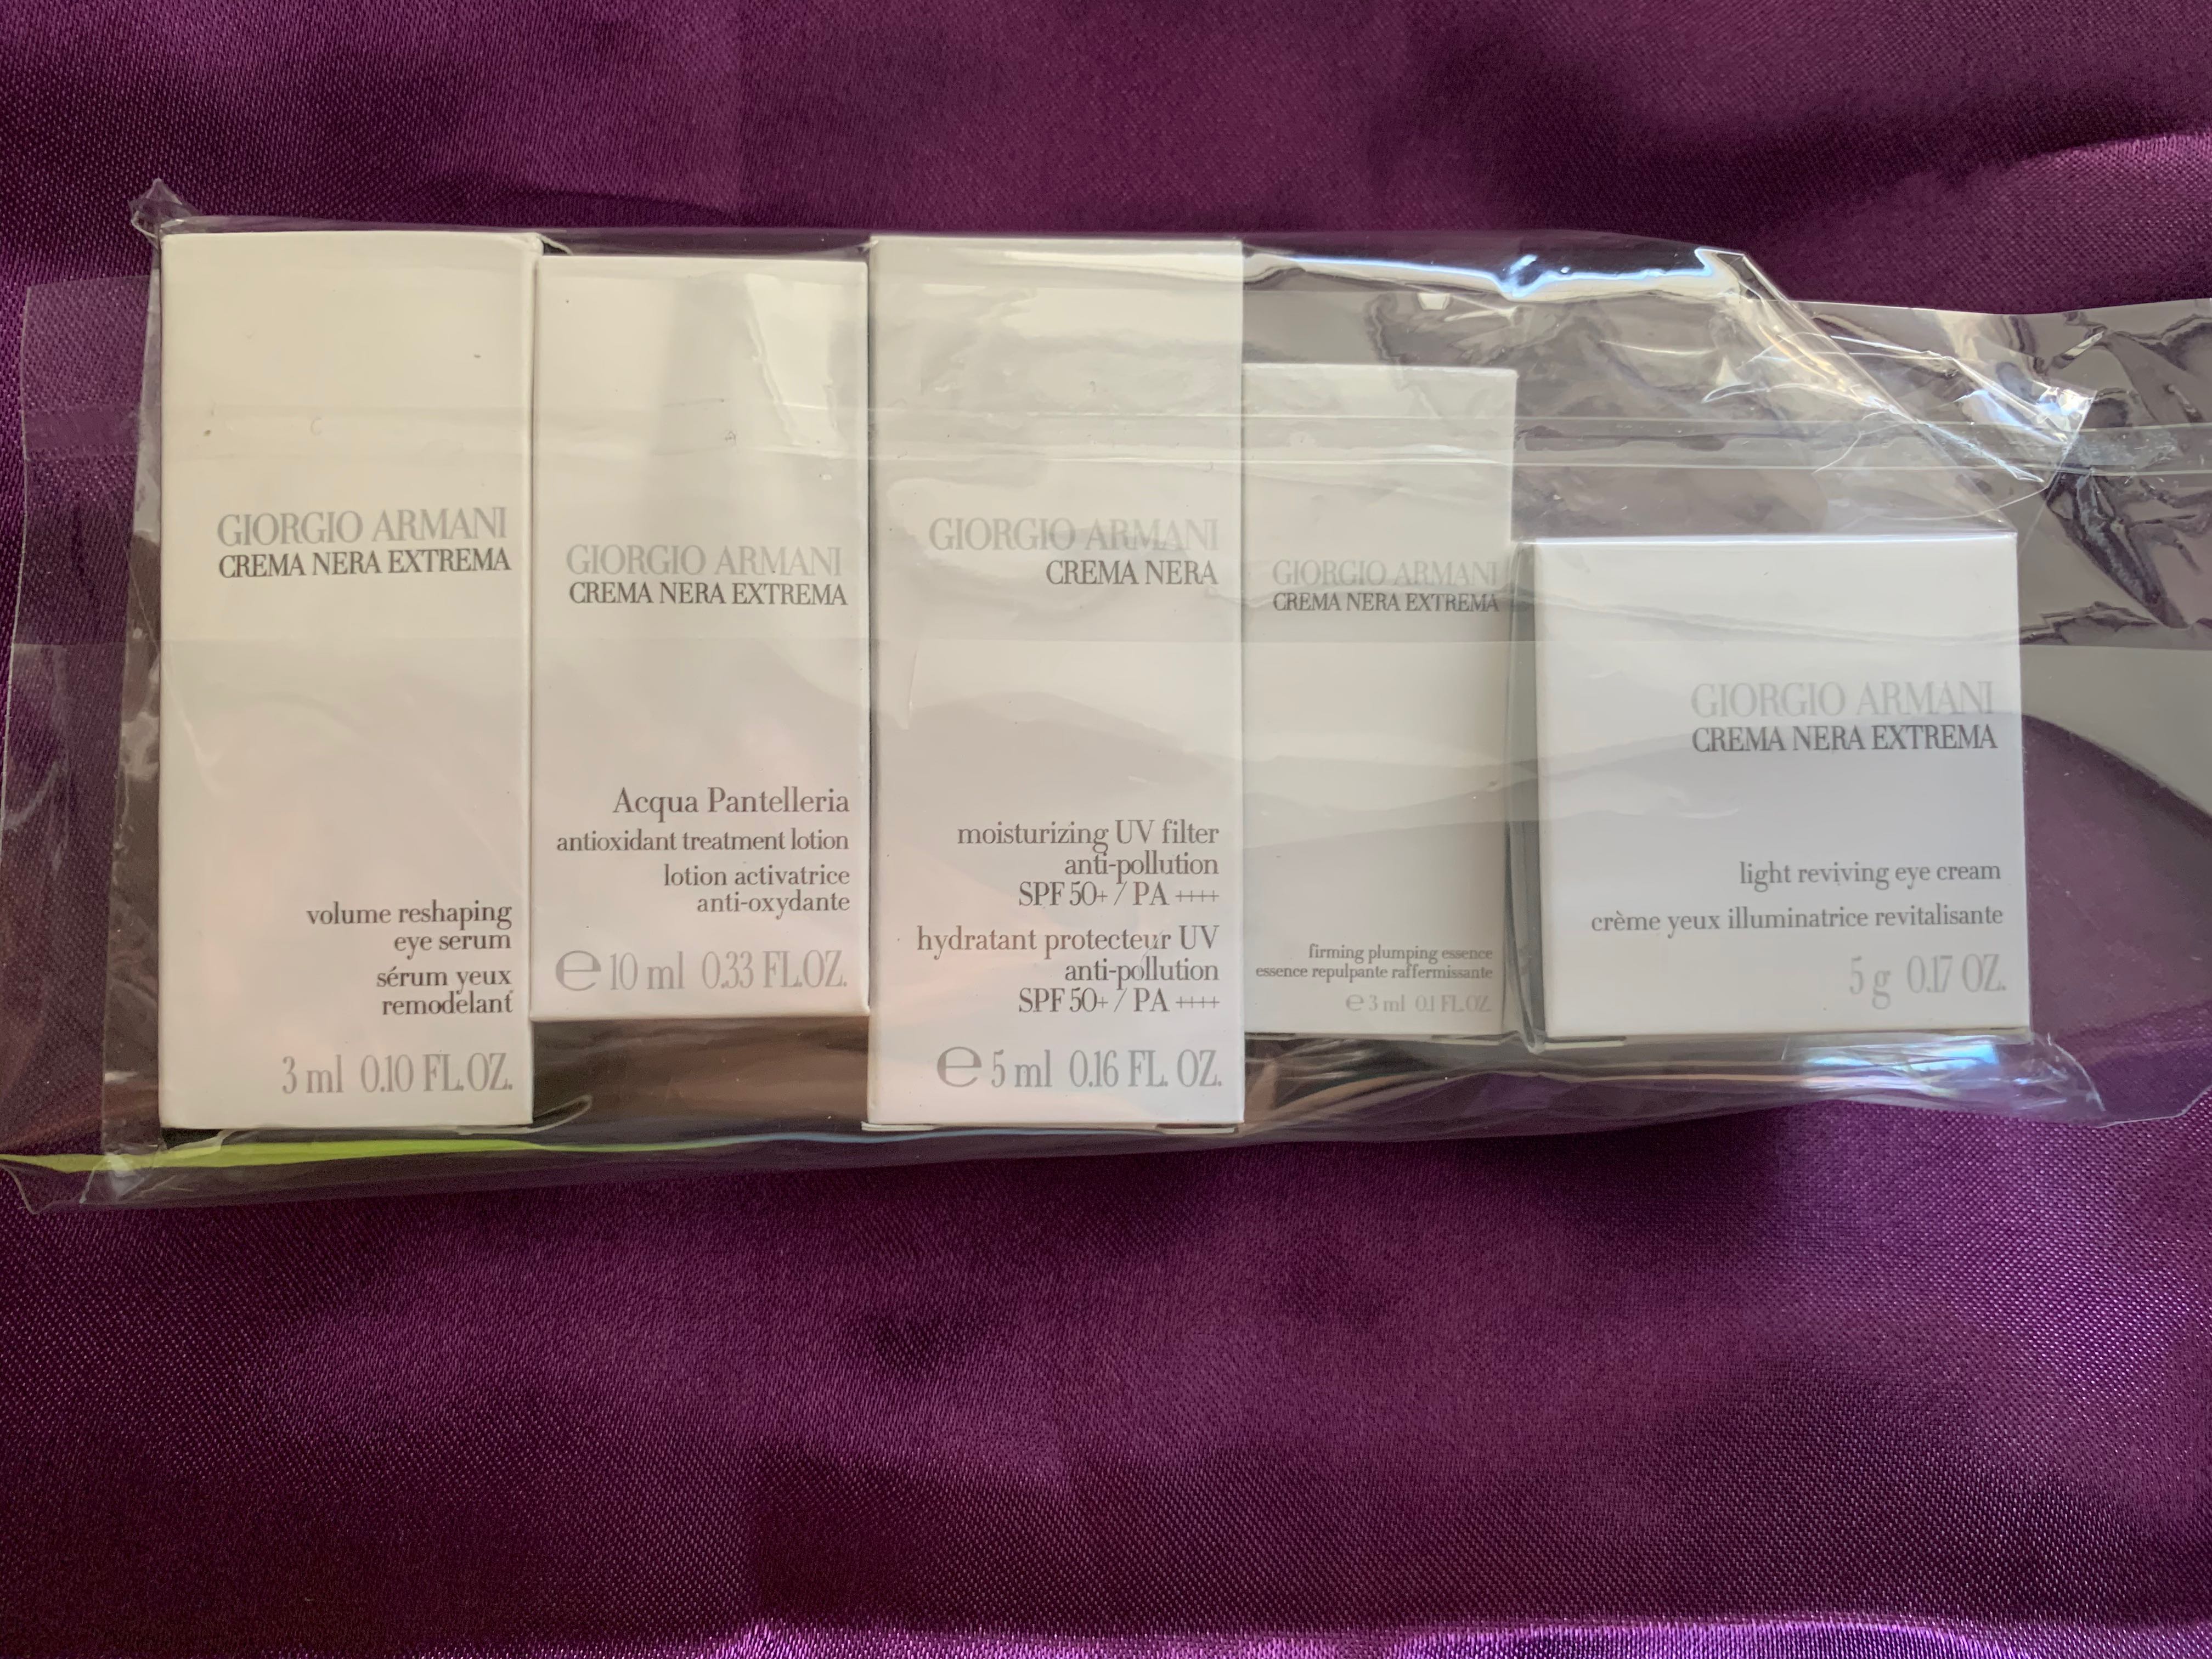 GIORGIO ARMANI
CREMA NERA EXTREMA
volume reshaping
eye serum
sérum yeux
remodelant
3 ml 0.10 FL.OZ.
GIORGIO ARMANI
CREMA NERA EXTREMA
Acqua Pantelleria
antioxidant treatment lotion
lotion activatrice
anti-oxydante
℮ 10 ml 0.33 FL.OZ.
GIORGIO ARMANI
CREMA NERA
moisturizing UV filter
anti-pollution
SPF 50+ / PA ++++
hydratant protecteur UV
anti-pollution
SPF 50+ / PA ++++
℮ 5 ml 0.16 FL. OZ.
GIORGIO ARMANI
CREMA NERA EXTREMA
firming plumping essence
essence repulpante raffermissante
℮ 3 ml 0.1 FL.OZ.
GIORGIO ARMANI
CREMA NERA EXTREMA
light reviving eye cream
crème yeux illuminatrice revitalisante
5 g 0.17 OZ.